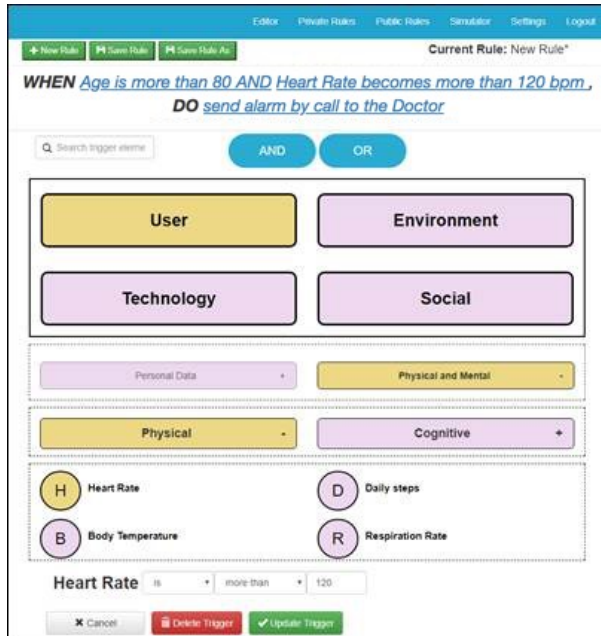 Editor Private Rules Public Rules Simulator Settings Logout
+ New Rule Save Rule Save Rule As Current Rule: New Rule*
WHEN Age is more than 80 AND Heart Rate becomes more than 120 bpm ,
DO send alarm by call to the Doctor
Search trigger eleme AND OR
User Environment
Technology Social
Personal Data + Physical and Mental -
Physical - Cognitive +
H Heart Rate D Daily steps
B Body Temperature R Respiration Rate
Heart Rate is more than 120
Cancel Delete Trigger Update Trigger